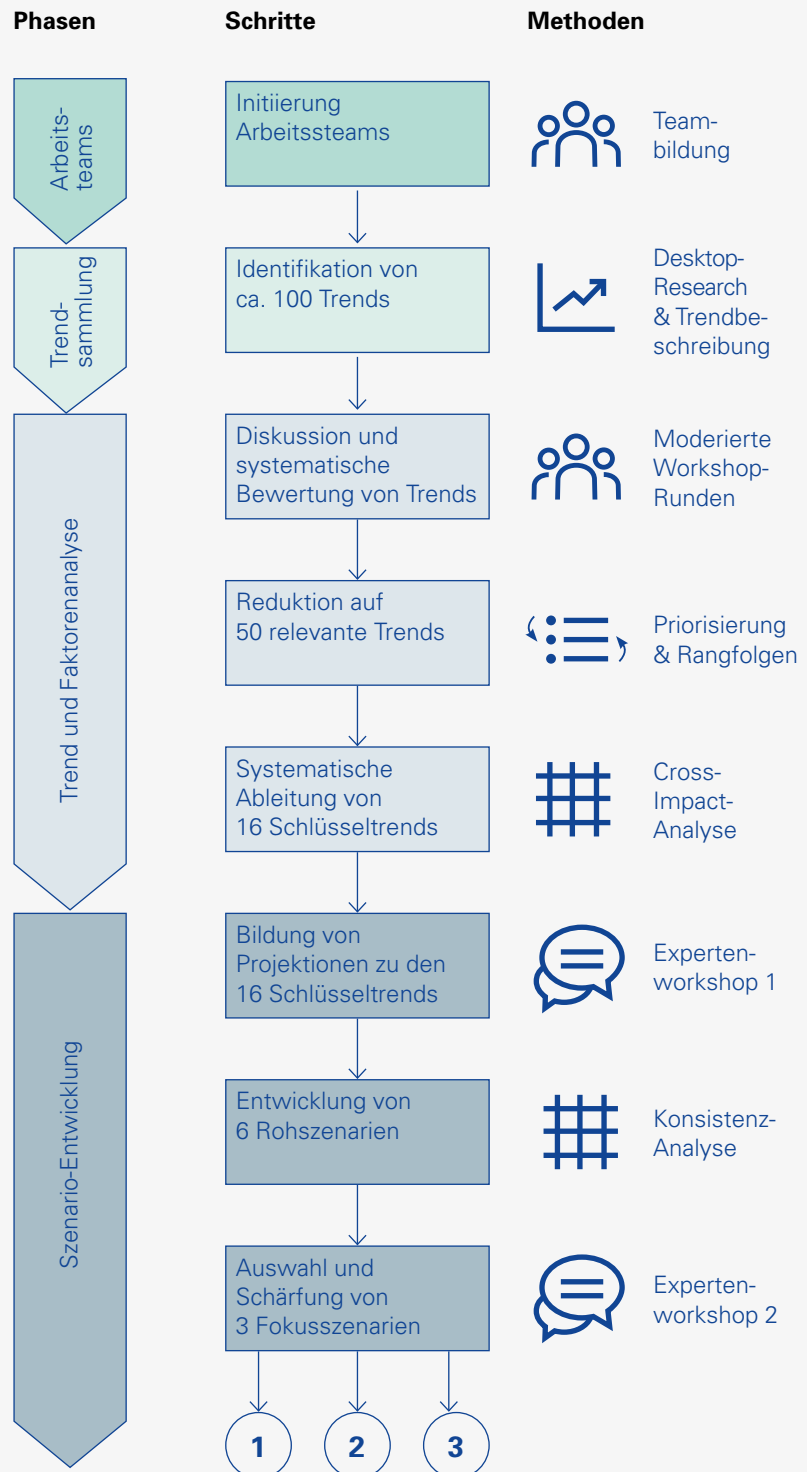 Phasen
Schritte
Methoden
Arbeits-
teams
Initiierung
Arbeitssteams
Team-
bildung
Trend-
sammlung
Identifikation von
ca. 100 Trends
Desktop-
Research
& Trendbe-
schreibung
Trend und Faktorenanalyse
Diskussion und
systematische
Bewertung von Trends
Moderierte
Workshop-
Runden
Reduktion auf
50 relevante Trends
Priorisierung
& Rangfolgen
Systematische
Ableitung von
16 Schlüsseltrends
Cross-
Impact-
Analyse
Szenario-Entwicklung
Bildung von
Projektionen zu den
16 Schlüsseltrends
Experten-
workshop 1
Entwicklung von
6 Rohszenarien
Konsistenz-
Analyse
Auswahl und
Schärfung von
3 Fokusszenarien
Experten-
workshop 2
1
2
3